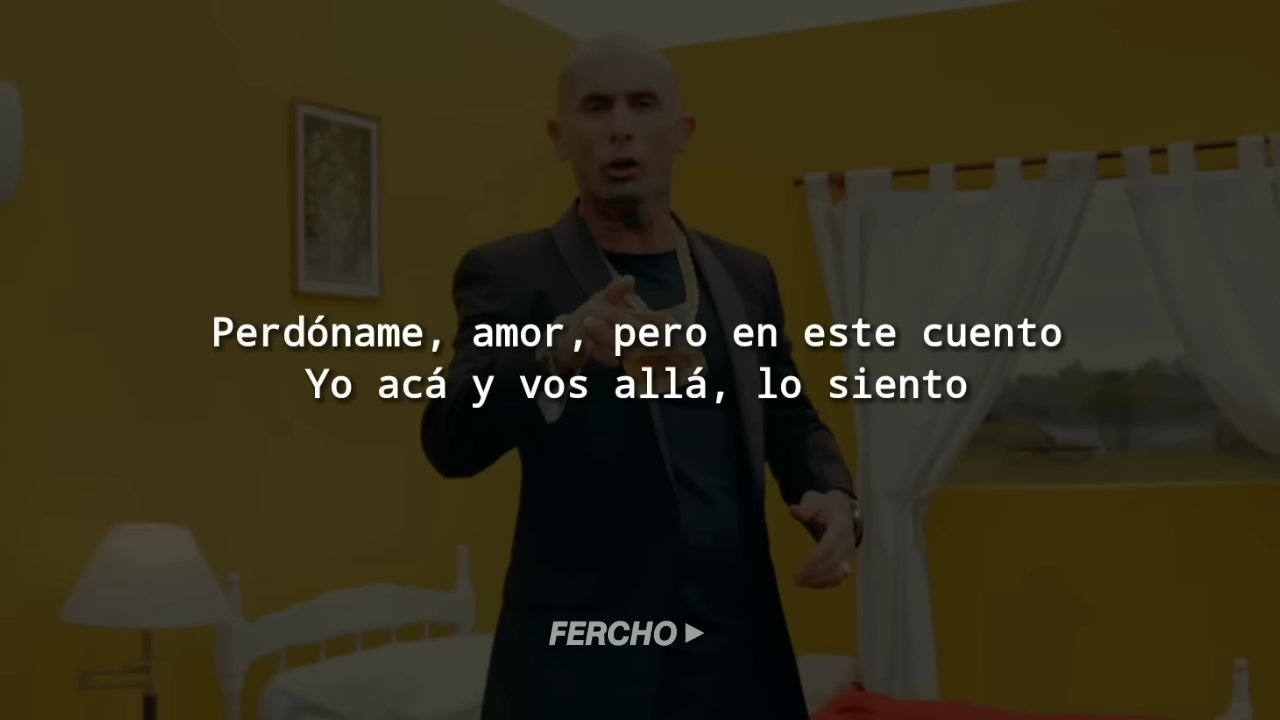 Perdóname, amor, pero en este cuento
Yo acá y vos allá, lo siento
FERCHO